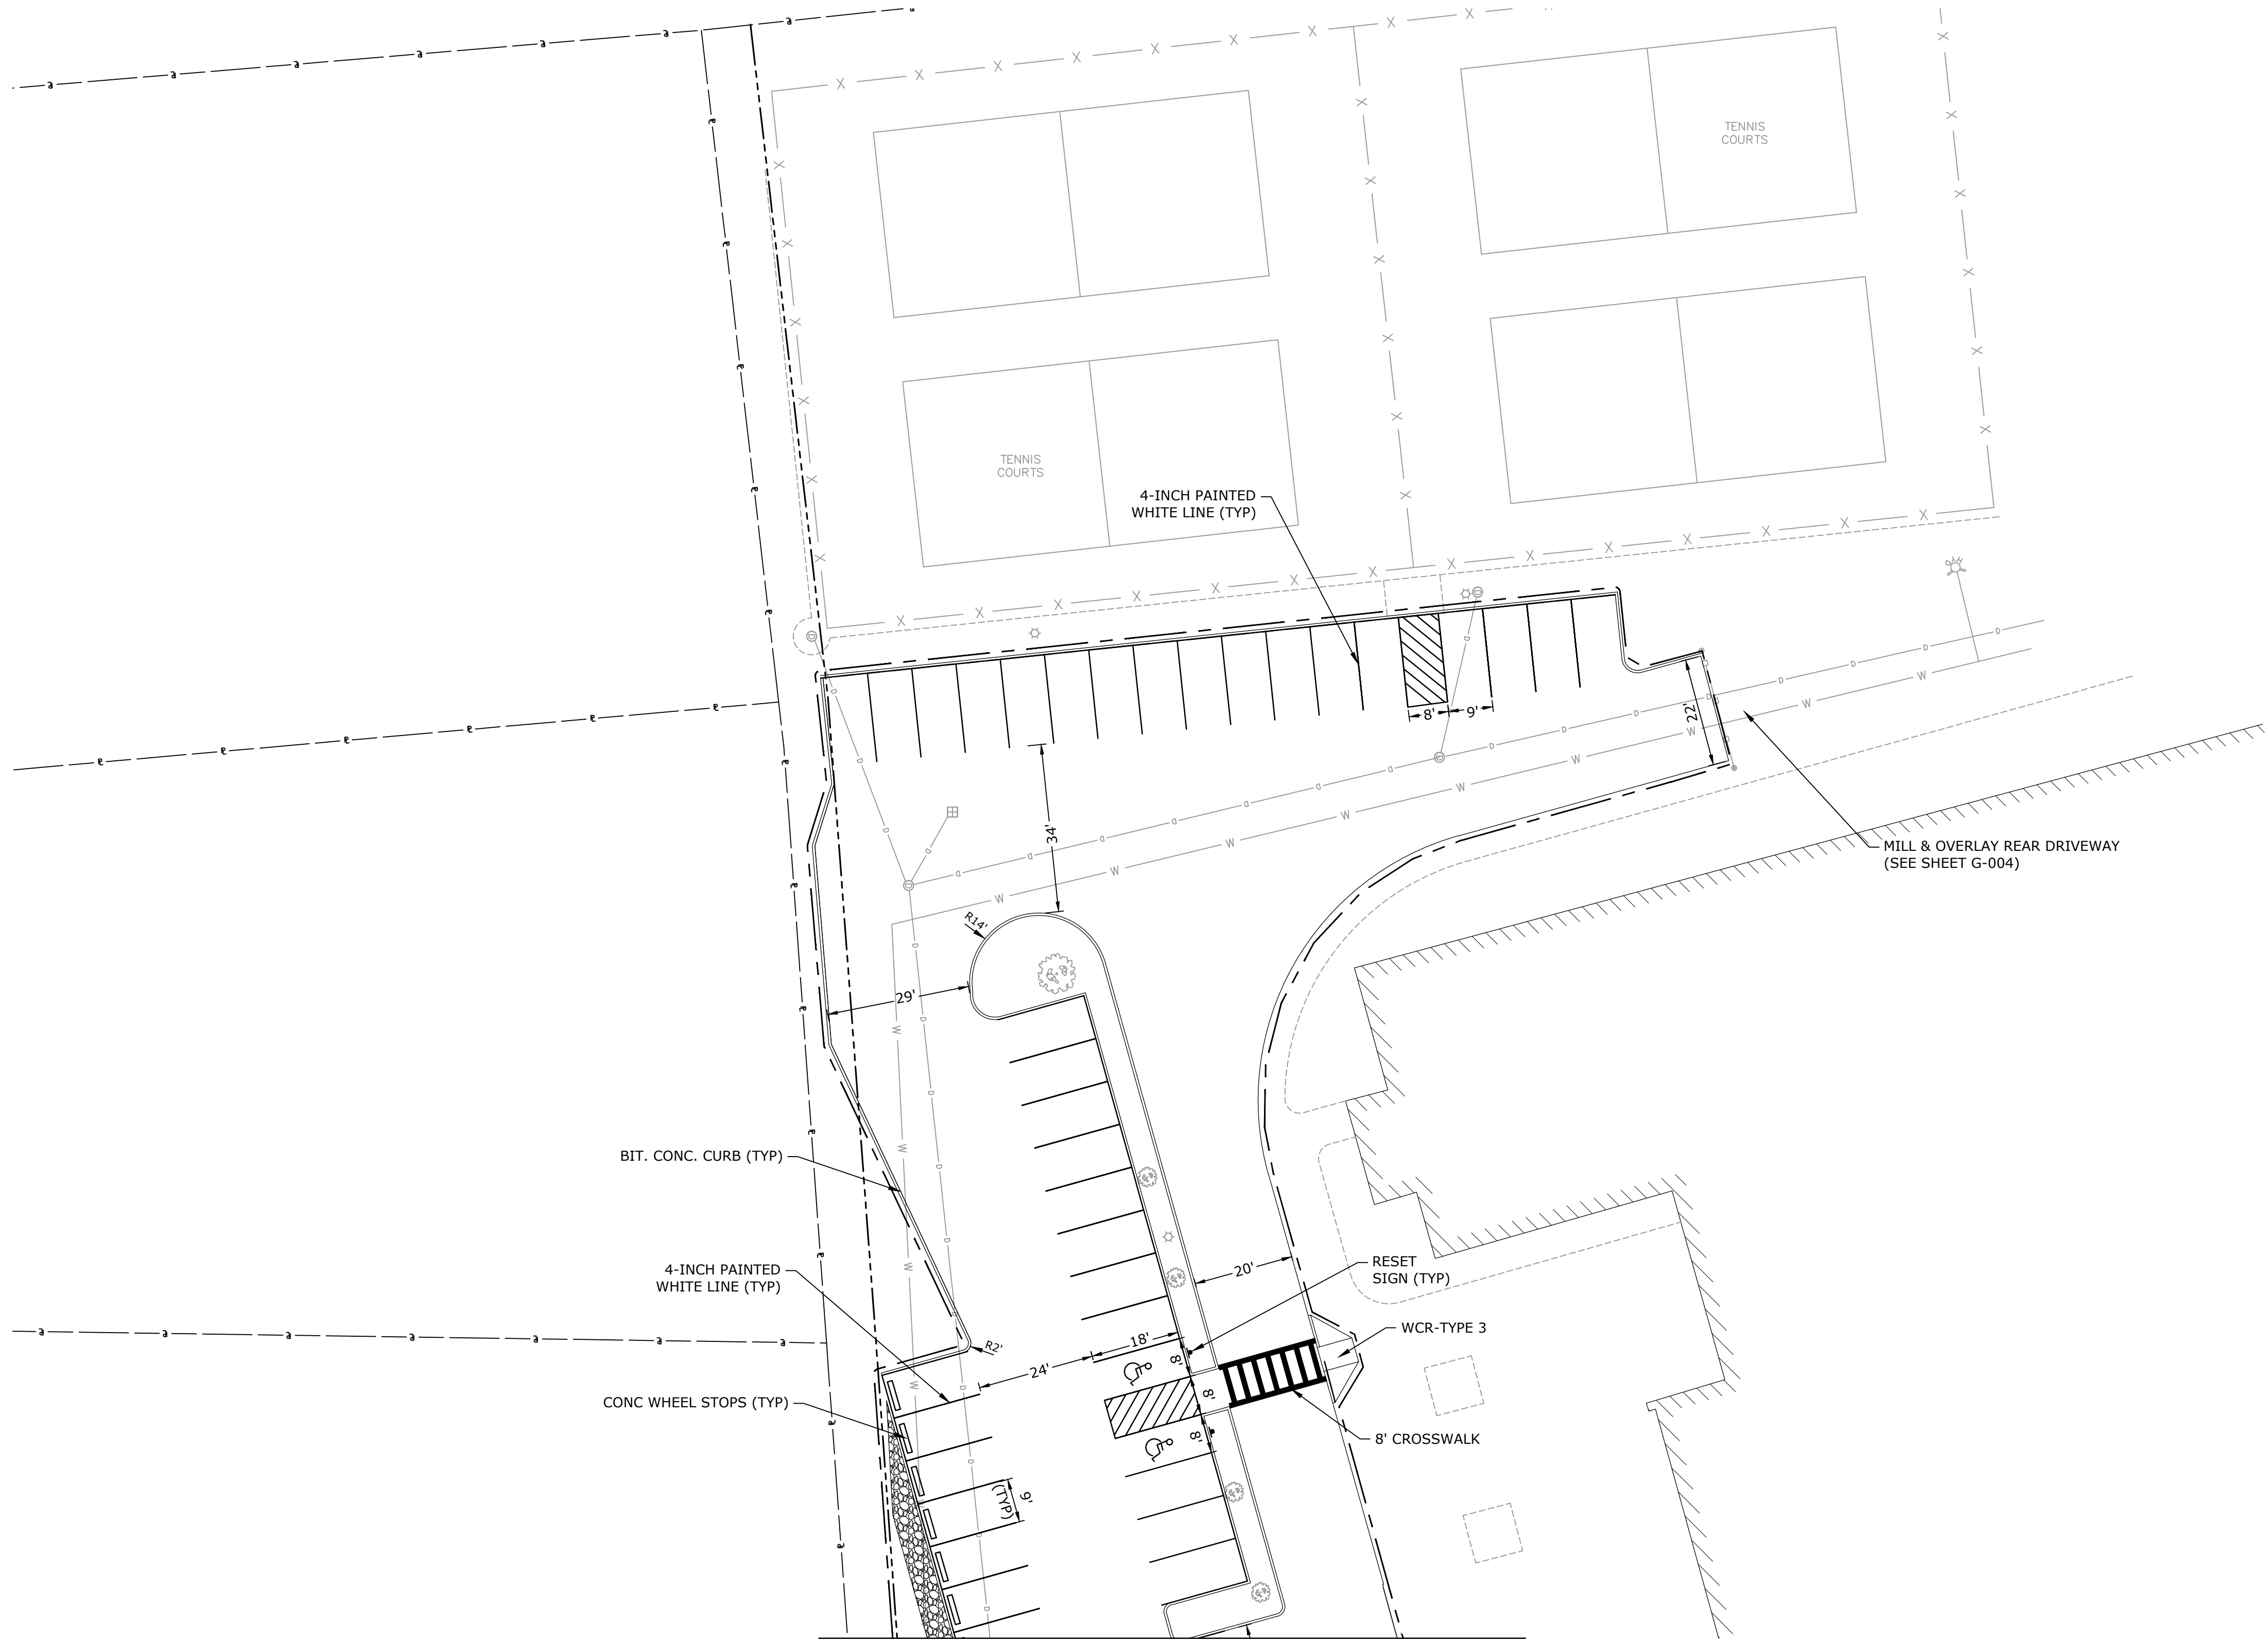 TENNIS
COURTS
TENNIS
COURTS
4-INCH PAINTED
WHITE LINE (TYP)
8'
9'
22'
34'
MILL & OVERLAY REAR DRIVEWAY
(SEE SHEET G-004)
R14'
29'
BIT. CONC. CURB (TYP)
4-INCH PAINTED
WHITE LINE (TYP)
20'
RESET
SIGN (TYP)
R2'
18'
24'
8'
8'
8'
WCR-TYPE 3
CONC WHEEL STOPS (TYP)
8' CROSSWALK
9'
(TYP)